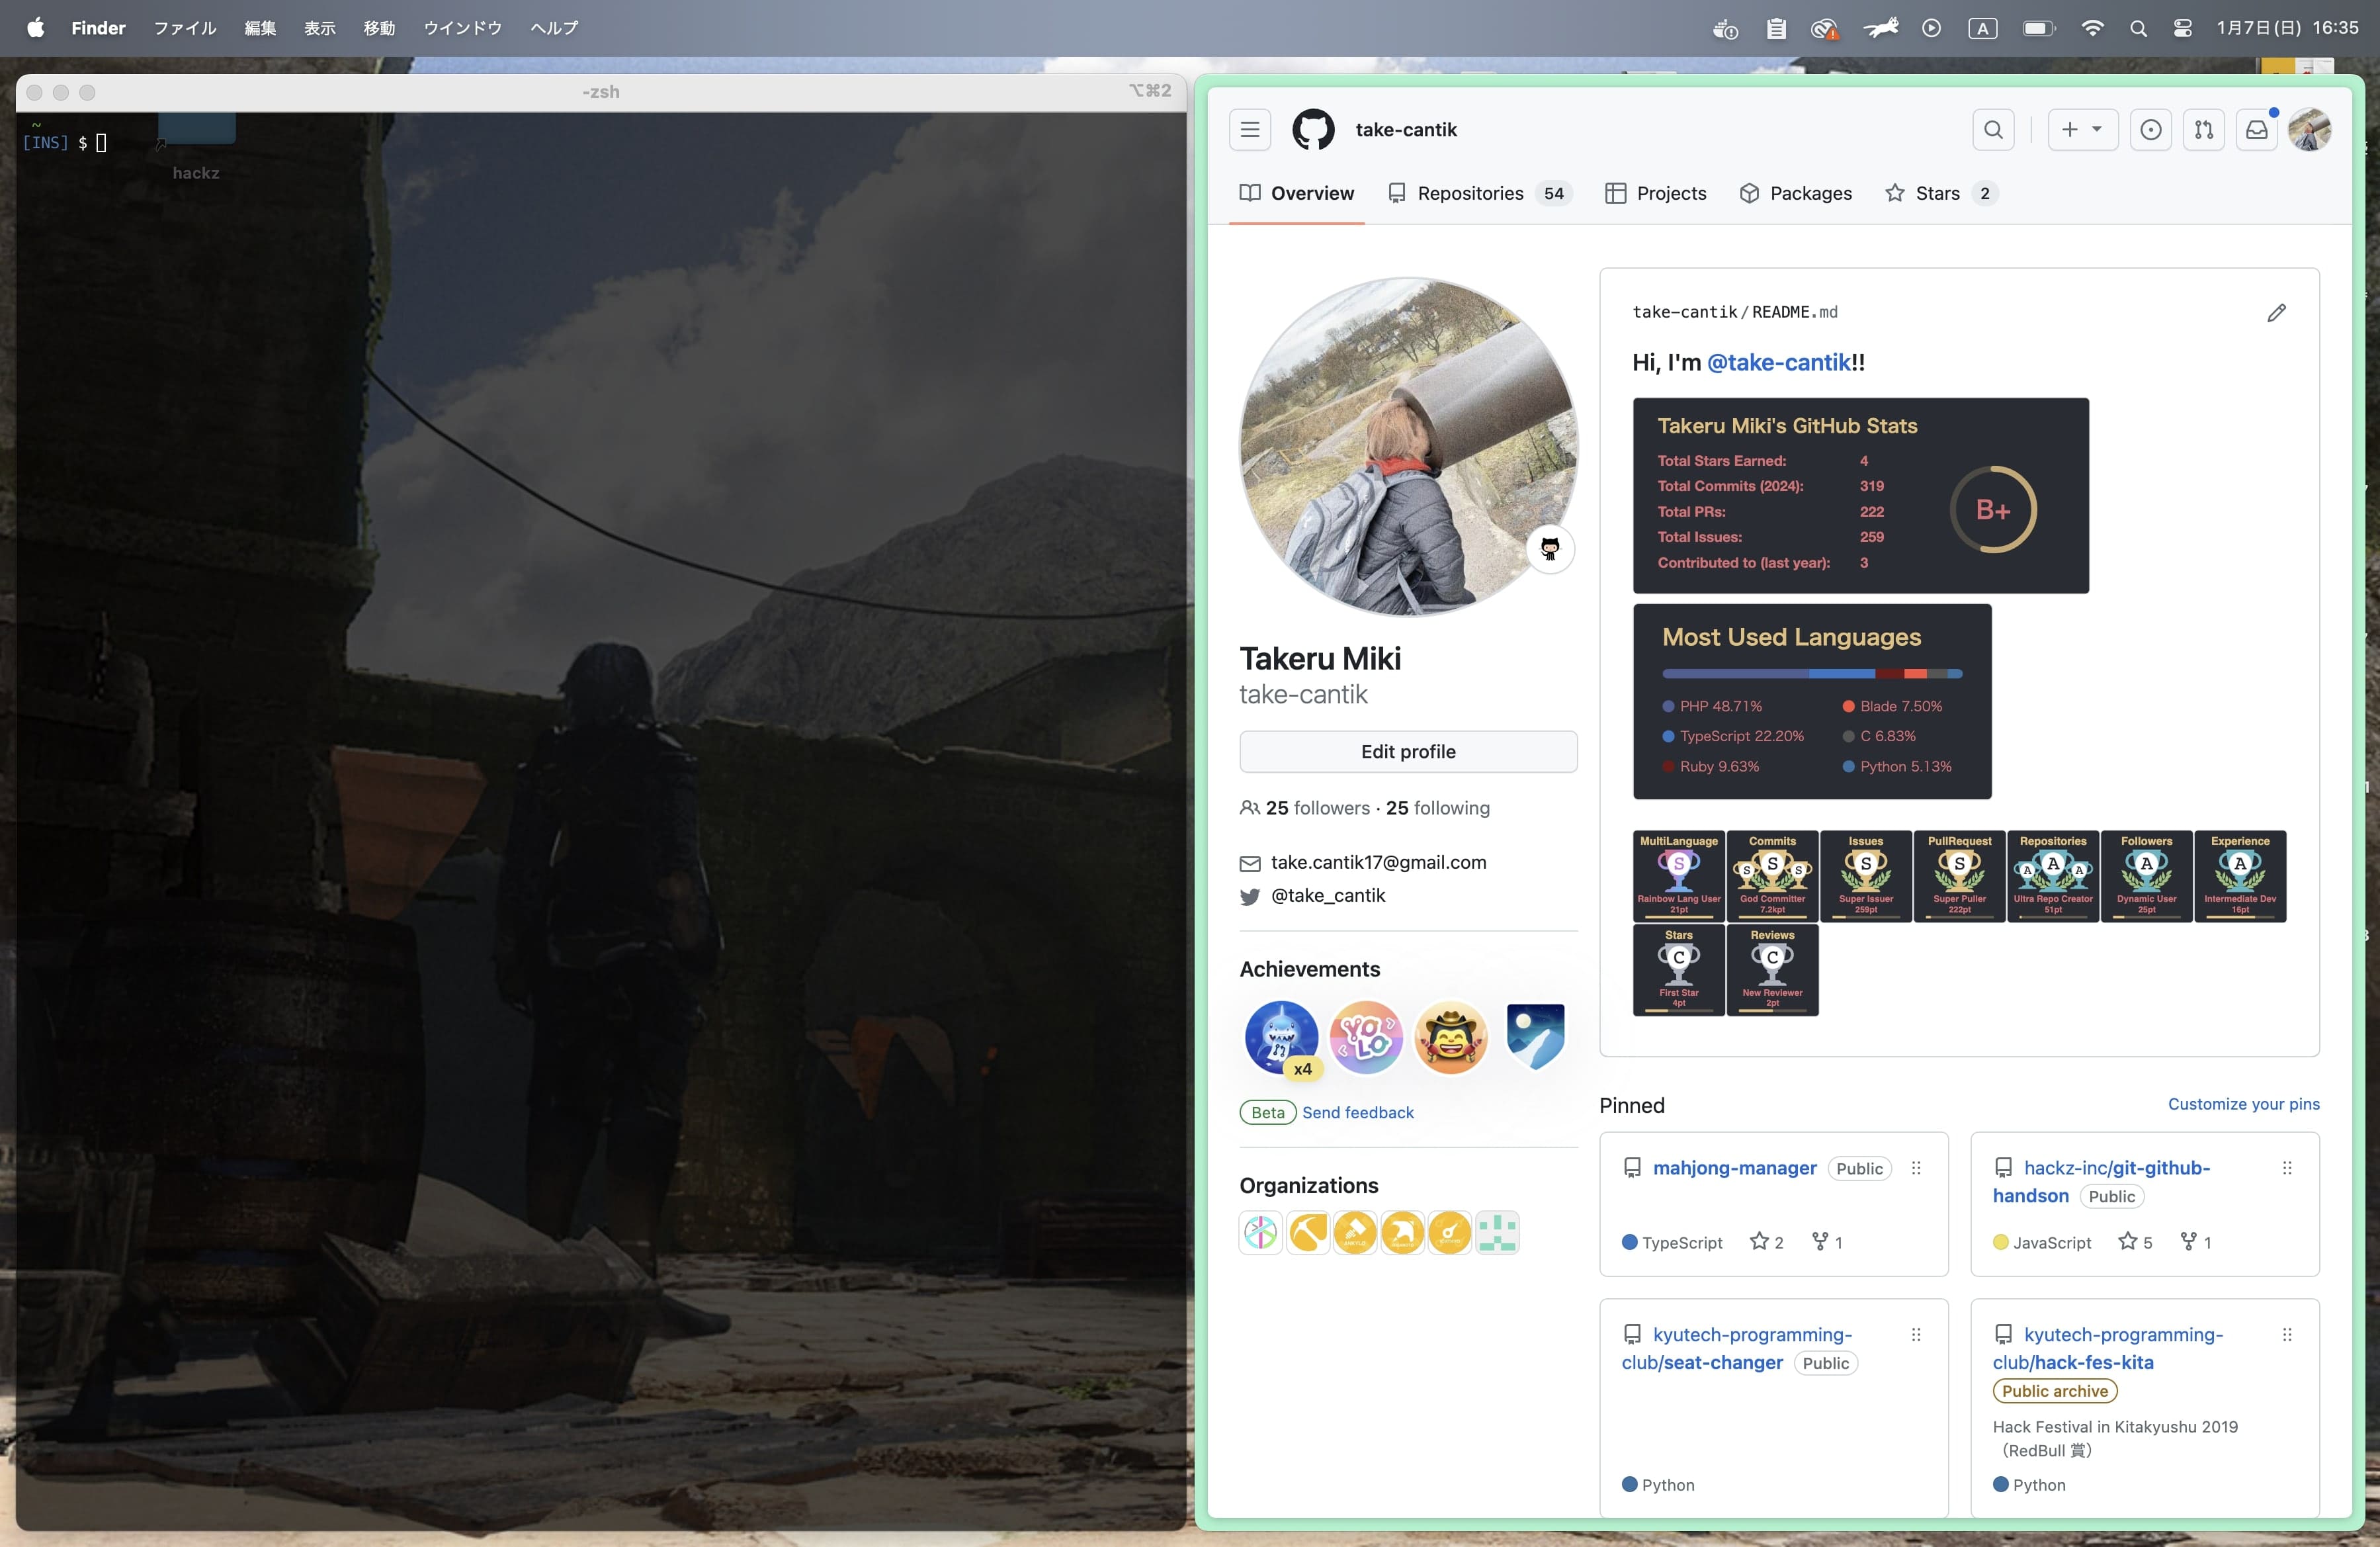 Finder ファイル 編集 表示 移動 ウインドウ ヘルプ
A 1月7日(日) 16:35
-zsh ⌥⌘2
~
[INS] $
hackz
take-cantik
Overview Repositories 54 Projects Packages Stars 2
take-cantik/README.md
Hi, I'm @take-cantik!!
Takeru Miki's GitHub Stats
Total Stars Earned: 4
Total Commits (2024): 319
Total PRs: 222
Total Issues: 259
Contributed to (last year): 3
B+
Most Used Languages
PHP 48.71% Blade 7.50%
TypeScript 22.20% C 6.83%
Ruby 9.63% Python 5.13%
MultiLanguage Commits Issues PullRequest Repositories Followers Experience
S S S S S S A A A A A
Rainbow Lang User God Committer Super Issuer Super Puller Ultra Repo Creator Dynamic User Intermediate Dev
21pt 7.2kpt 259pt 222pt 51pt 25pt 16pt
Stars Reviews
C C
First Star New Reviewer
4pt 2pt
Takeru Miki
take-cantik
Edit profile
25 followers · 25 following
take.cantik17@gmail.com
@take_cantik
Achievements
YOLO
x4
Beta Send feedback
Organizations
Pinned Customize your pins
mahjong-manager Public
TypeScript 2 1
hackz-inc/git-github-
handson Public
JavaScript 5 1
kyutech-programming-
club/seat-changer Public
Python
kyutech-programming-
club/hack-fes-kita
Public archive
Hack Festival in Kitakyushu 2019
（RedBull 賞）
Python